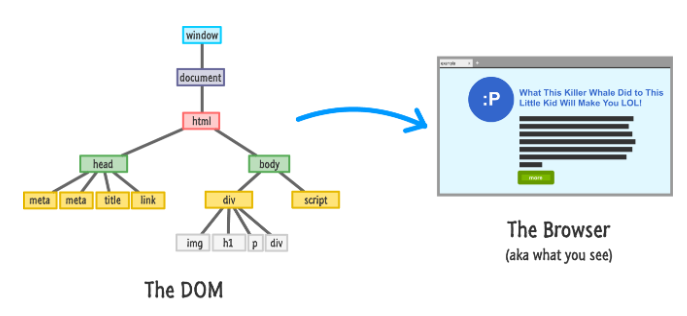 window
document
html
head
body
meta
meta
title
link
div
script
img
h1
p
div
The DOM
example
x
+
:P
What This Killer Whale Did to This
Little Kid Will Make You LOL!
more
The Browser
(aka what you see)